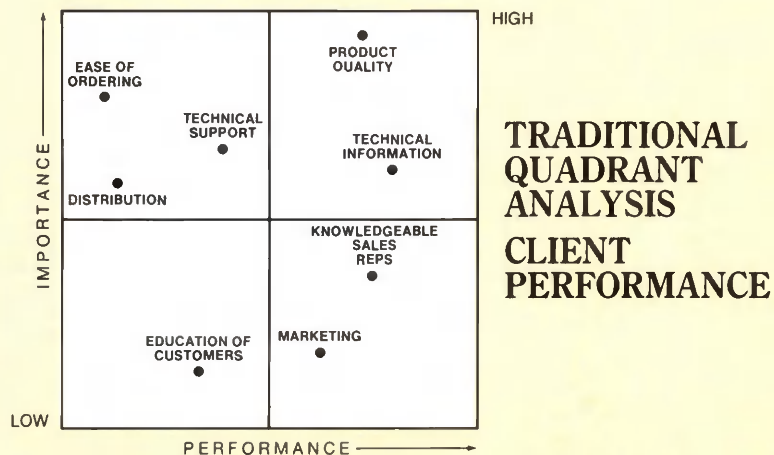 HIGH
PRODUCT
QUALITY
EASE OF
ORDERING
TECHNICAL
SUPPORT
TECHNICAL
INFORMATION
DISTRIBUTION
KNOWLEDGEABLE
SALES
REPS
EDUCATION OF
CUSTOMERS
MARKETING
LOW
IMPORTANCE
PERFORMANCE
TRADITIONAL
QUADRANT
ANALYSIS
CLIENT
PERFORMANCE